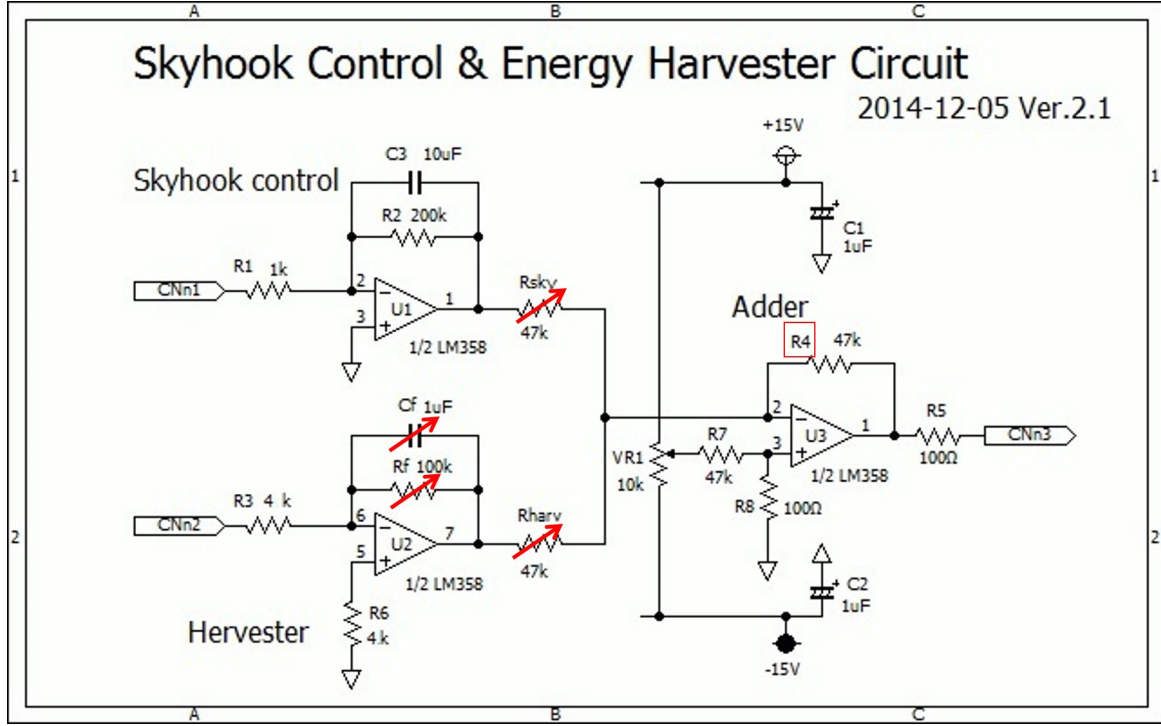 A B C
Skyhook Control & Energy Harvester Circuit
2014-12-05 Ver.2.1
+15V
C3 10uF
1 1
Skyhook control
R2 200k
C1
1uF
R1 1k
CNn1
2
U1
1
3
1/2 LM358
Rsky
47k
Adder
R4 47k
Cf 1uF
2
U3
1
3
1/2 LM358
R5
100Ω
CNn3
R7
47k
VR1
10k
R8 100Ω
Rf 100k
R3 4 k
CNn2
6
U2
7
5
1/2 LM358
Rharv
47k
2 2
C2
1uF
R6
4k
Hervester
-15V
A B C